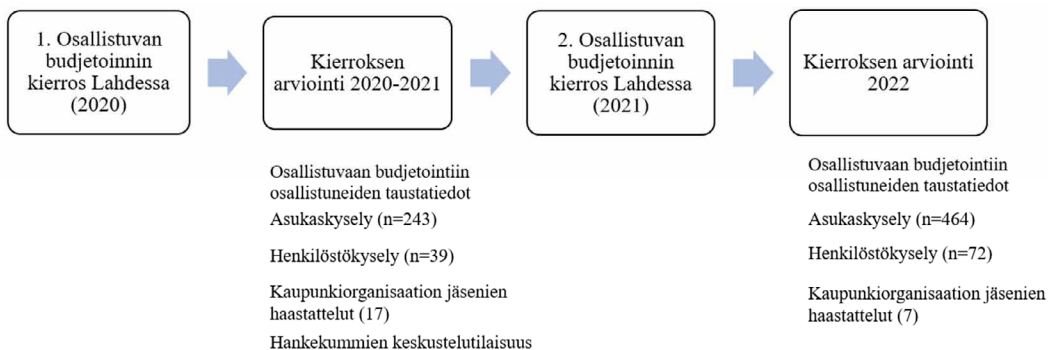 1. Osallistuvan
budjetoinnin
kierros Lahdessa
(2020)
Kierroksen
arviointi 2020-2021
2. Osallistuvan
budjetoinnin
kierros Lahdessa
(2021)
Kierroksen arviointi
2022
Osallistuvaan budjetointiin
osallistuneiden taustatiedot
Asukaskysely (n=243)
Henkilöstökysely (n=39)
Kaupunkiorganisaation jäsenien
haastattelut (17)
Hankekummien keskustelutilaisuus
Osallistuvaan budjetointiin
osallistuneiden taustatiedot
Asukaskysely (n=464)
Henkilöstökysely (n=72)
Kaupunkiorganisaation jäsenien
haastattelut (7)